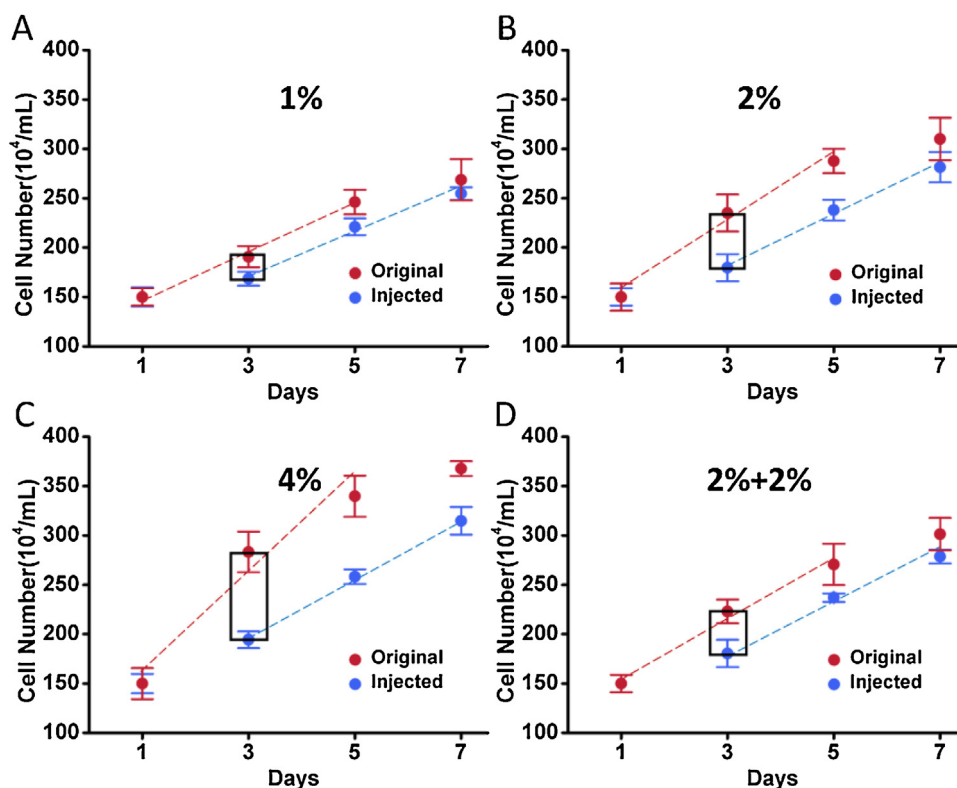 A
1%
Cell Number(10⁴/mL)
400
350
300
250
200
150
100
Original
Injected
1 3 5 7
Days
B
2%
Cell Number(10⁴/mL)
400
350
300
250
200
150
100
Original
Injected
1 3 5 7
Days
C
4%
Cell Number(10⁴/mL)
400
350
300
250
200
150
100
Original
Injected
1 3 5 7
Days
D
2%+2%
Cell Number(10⁴/mL)
400
350
300
250
200
150
100
Original
Injected
1 3 5 7
Days